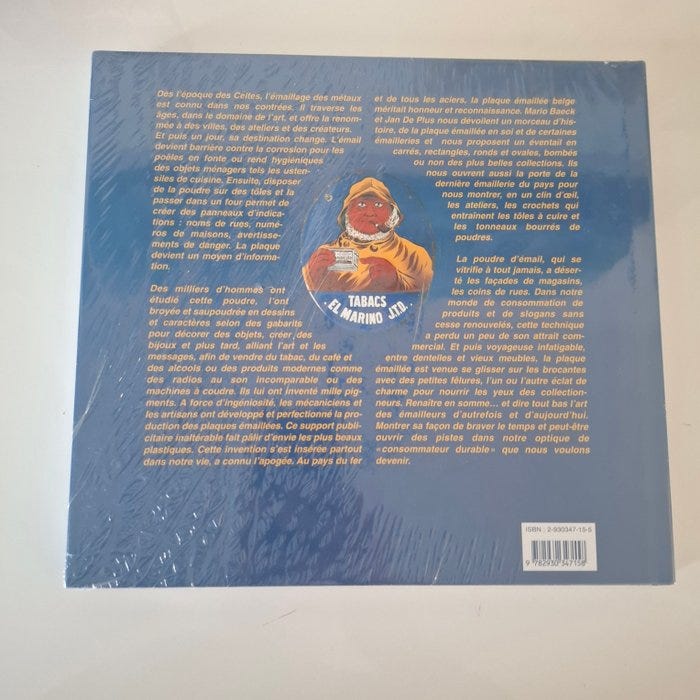 Dès l'époque des Celtes, l'émaillage des métaux
est connu dans nos contrées. Il traverse les
âges, dans le domaine de l'art, et offre la renom-
mée à des villes, des ateliers et des créateurs.
Et puis un jour, sa destination change. L'émail
devient barrière contre la corrosion pour les
poêles en fonte ou rend hygiéniques
des objets ménagers tels les usten-
siles de cuisine. Ensuite, disposer
de la poudre sur des tôles et la
passer dans un four permet de
créer des panneaux d'indica-
tions : noms de rues, numé-
ros de maisons, avertisse-
ments de danger. La plaque
devient un moyen d'informa-
tion.
Des milliers d'hommes ont
étudié cette poudre, l'ont
broyée et saupoudrée en dessins
et caractères selon des gabarits
pour décorer des objets, créer des
bijoux et plus tard, alliant l'art et les
messages, afin de vendre du tabac, du café et
des alcools ou des produits modernes comme
des radios au son incomparable ou des
machines à coudre. Ils lui ont inventé mille pig-
ments. A force d'ingéniosité, les mécaniciens et
les artisans ont développé et perfectionné la pro-
duction des plaques émaillées. Ce support publi-
citaire inaltérable fait pâlir d'envie les plus beaux
plastiques. Cette invention s'est insérée partout
dans notre vie, a connu l'apogée. Au pays du fer
et de tous les aciers, la plaque émaillée belge
méritait honneur et reconnaissance. Mario Baeck
et Jan De Plus nous dévoilent un morceau d'his-
toire, de la plaque émaillée en soi et de certaines
émailleries et nous proposent un éventail en
carrés, rectangles, ronds et ovales, bombés
ou non des plus belles collections. Ils
nous ouvrent aussi la porte de la
dernière émaillerie du pays pour
nous montrer, en un clin d'œil,
les ateliers, les crochets qui
entraînent les tôles à cuire et
les tonneaux bourrés de
poudres.
La poudre d'émail, qui se
vitrifie à tout jamais, a déser-
té les façades de magasins,
les coins de rues. Dans notre
monde de consommation de
produits et de slogans sans
cesse renouvelés, cette technique
a perdu un peu de son attrait com-
mercial. Et puis voyageuse infatigable,
entre dentelles et vieux meubles, la plaque
émaillée est venue se glisser sur les brocantes
avec des petites fêlures, l'un ou l'autre éclat de
charme pour nourrir les yeux des collection-
neurs. Renaître en somme... et dire tout bas l'art
des émailleurs d'autrefois et d'aujourd'hui.
Montrer sa façon de braver le temps et peut-être
ouvrir des pistes dans notre optique de
«consommateur durable» que nous voulons
devenir.
TABACS
EL MARINO J.T.D.
ISBN : 2-930347-15-5
9 782930 347158